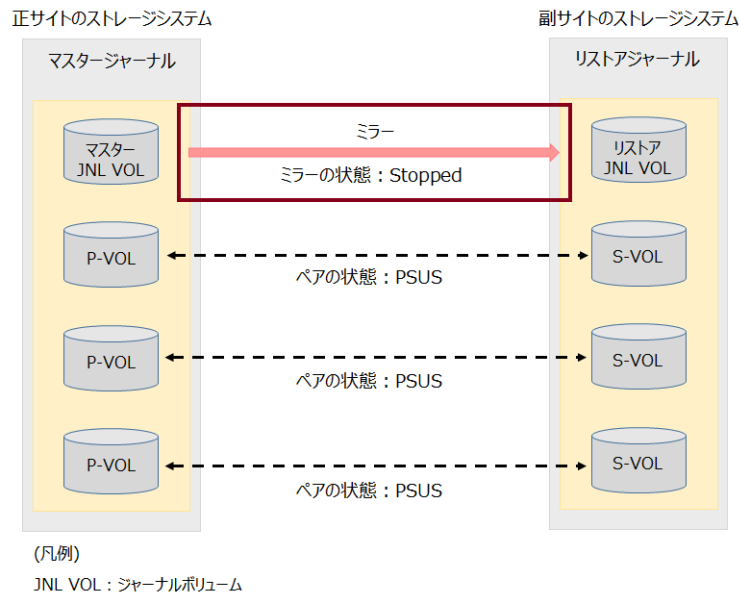 正サイトのストレージシステム
副サイトのストレージシステム
マスタージャーナル
リストアジャーナル
マスター
JNL VOL
ミラー
ミラーの状態：Stopped
リストア
JNL VOL
P-VOL
ペアの状態：PSUS
S-VOL
P-VOL
ペアの状態：PSUS
S-VOL
P-VOL
ペアの状態：PSUS
S-VOL
(凡例)
JNL VOL：ジャーナルボリューム